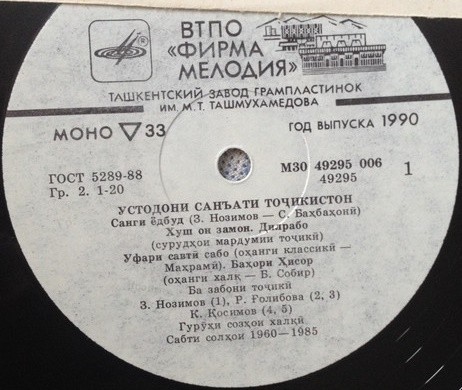 ВТПО
«ФИРМА
МЕЛОДИЯ»
ТАШКЕНТСКИЙ ЗАВОД ГРАМПЛАСТИНОК
ИМ. М. Т. ТАШМУХАМЕДОВА
МОНО 33
ГОД ВЫПУСКА 1990
ГОСТ 5289-88
Гр. 2. 1-20
М30 49295 006
49295
1
УСТОДОНИ САНЪАТИ ТОҶИКИСТОН
Санги ёдбуд (З. Нозимов — С. Баҳбаҳонӣ)
Хуш он замон. Дилрабо
(сурудҳои мардумии тоҷикӣ)
Уфари савтӣ сабо (оҳанги классикӣ —
Маҳрамӣ). Баҳори Ҳисор
(оҳанги халқ — Б. Собир)
Ба забони тоҷикӣ
З. Нозимов (1), Р. Ғолибова (2, 3)
К. Қосимов (4, 5)
Гурӯҳи созҳои халқӣ
Сабти солҳои 1960—1985